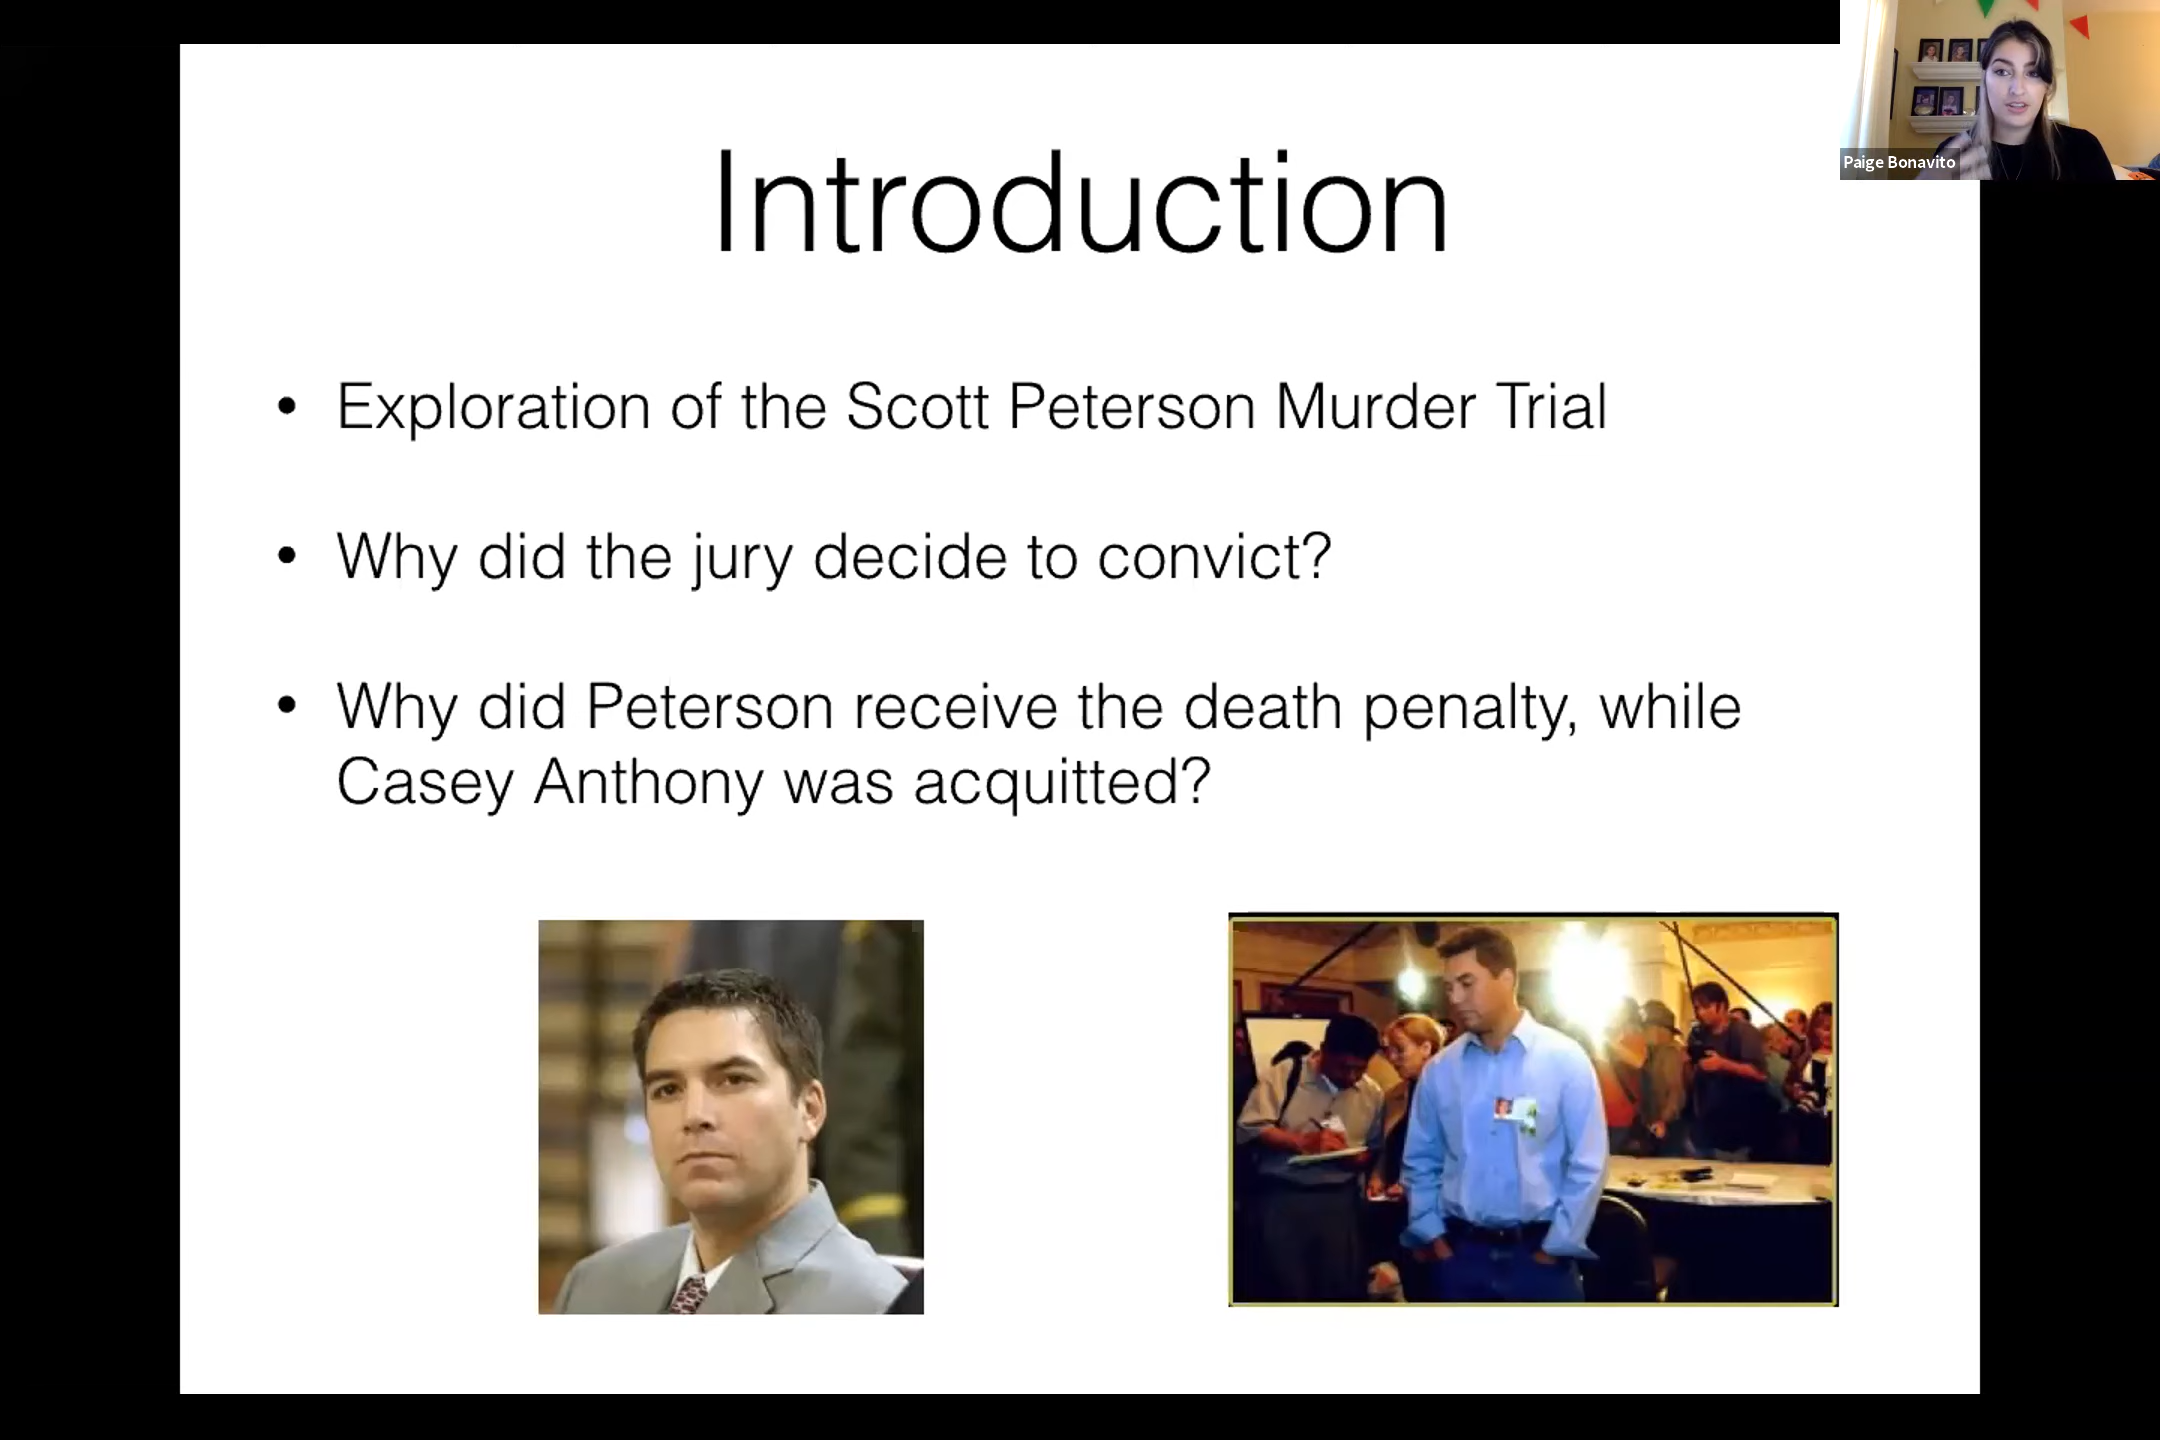 Introduction
• Exploration of the Scott Peterson Murder Trial
• Why did the jury decide to convict?
• Why did Peterson receive the death penalty, while
Casey Anthony was acquitted?
Paige Bonavito